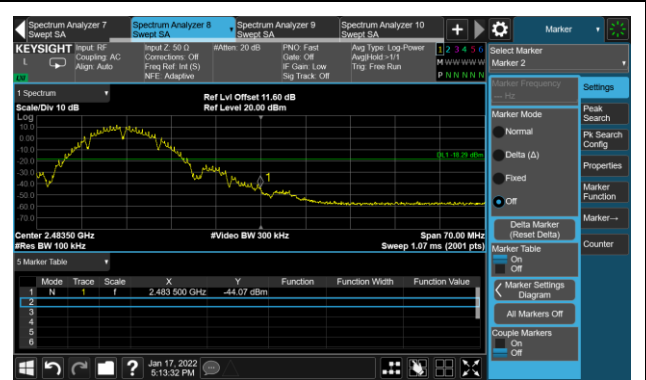 Spectrum Analyzer 7
Swept SA
Spectrum Analyzer 8
Swept SA
Spectrum Analyzer 9
Swept SA
Spectrum Analyzer 10
Swept SA
+
Marker
KEYSIGHT
L
LXI
Input: RF
Coupling: AC
Align: Auto
Input Z: 50 Ω
Corrections: Off
Freq Ref: Int (S)
NFE: Adaptive
#Atten: 20 dB
PNO: Fast
Gate: Off
IF Gain: Low
Sig Track: Off
Avg Type: Log-Power
Avg|Hold:>1/1
Trig: Free Run
1 2 3 4 5 6
M W W W W W
P N N N N N
Select Marker
Marker 2
1 Spectrum
Scale/Div 10 dB
Ref Lvl Offset 11.60 dB
Ref Level 20.00 dBm
Log
10.0
0.00
-10.0
-20.0
-30.0
-40.0
-50.0
-60.0
-70.0
DL1 -18.29 dBm
1
Center 2.48350 GHz
#Res BW 100 kHz
#Video BW 300 kHz
Span 70.00 MHz
Sweep 1.07 ms (2001 pts)
5 Marker Table
Mode Trace Scale X Y Function Function Width Function Value
1 N 1 f 2.483 500 GHz -44.07 dBm
2
3
4
5
6
Marker Frequency
--- Hz
Marker Mode
Normal
Delta (Δ)
Fixed
Off
Delta Marker
(Reset Delta)
Marker Table
On
Off
Marker Settings
Diagram
All Markers Off
Couple Markers
On
Off
Settings
Peak
Search
Pk Search
Config
Properties
Marker
Function
Marker→
Counter
?
Jan 17, 2022
5:13:32 PM